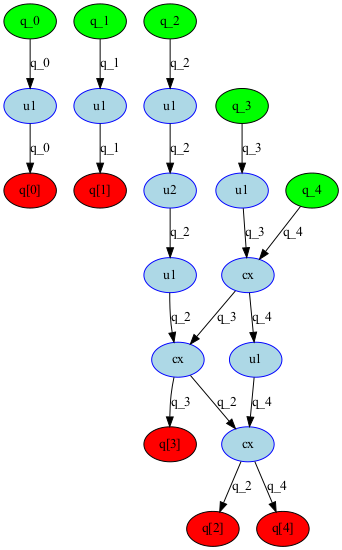 q_0 q_1 q_2
q_0 q_1 q_2
u1 u1 u1 q_3
q_0 q_1 q_2 q_3
q[0] q[1] u2 u1 q_4
q_2 q_3 q_4
u1 cx
q_2 q_3 q_4
cx u1
q_3 q_2 q_4
q[3] cx
q_2 q_4
q[2] q[4]